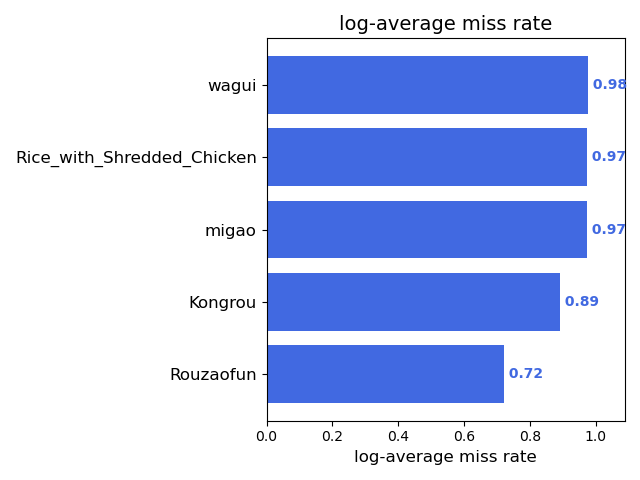 log-average miss rate
wagui
0.98
Rice_with_Shredded_Chicken
0.97
migao
0.97
Kongrou
0.89
Rouzaofun
0.72
0.0 0.2 0.4 0.6 0.8 1.0
log-average miss rate